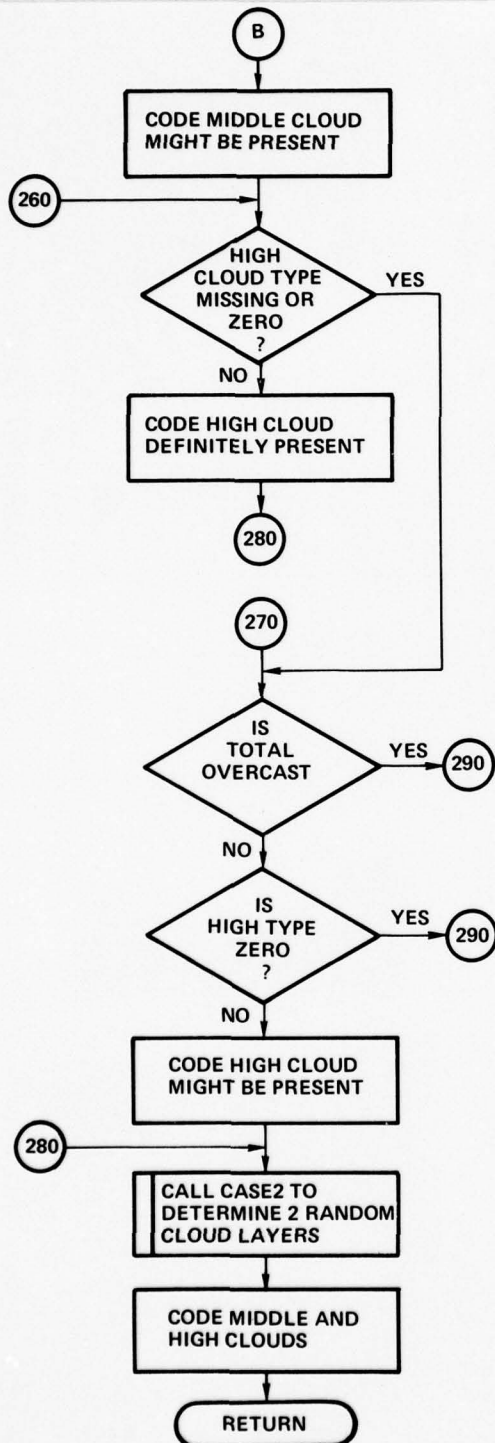 B
CODE MIDDLE CLOUD
MIGHT BE PRESENT
260
HIGH
CLOUD TYPE
MISSING OR
ZERO
?
YES
NO
CODE HIGH CLOUD
DEFINITELY PRESENT
280
270
IS
TOTAL
OVERCAST
YES
290
NO
IS
HIGH TYPE
ZERO
?
YES
290
NO
CODE HIGH CLOUD
MIGHT BE PRESENT
280
CALL CASE2 TO
DETERMINE 2 RANDOM
CLOUD LAYERS
CODE MIDDLE AND
HIGH CLOUDS
RETURN